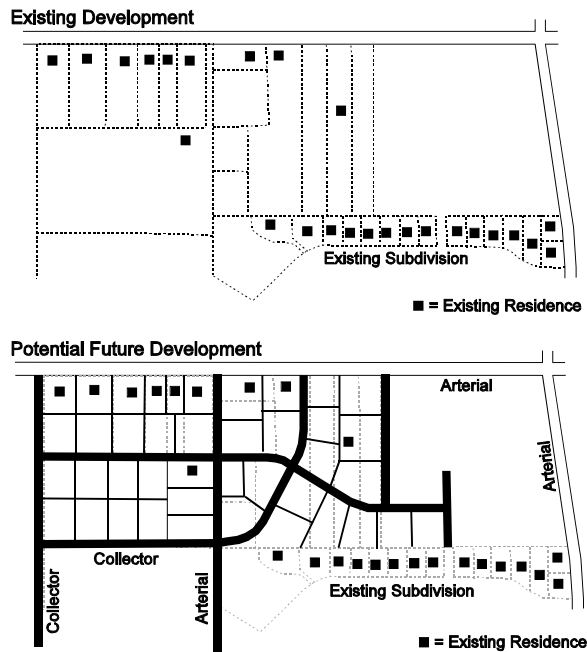 Existing Development
Existing Subdivision
■ = Existing Residence
Potential Future Development
Arterial
Arterial
Collector
Collector
Arterial
Existing Subdivision
■ = Existing Residence